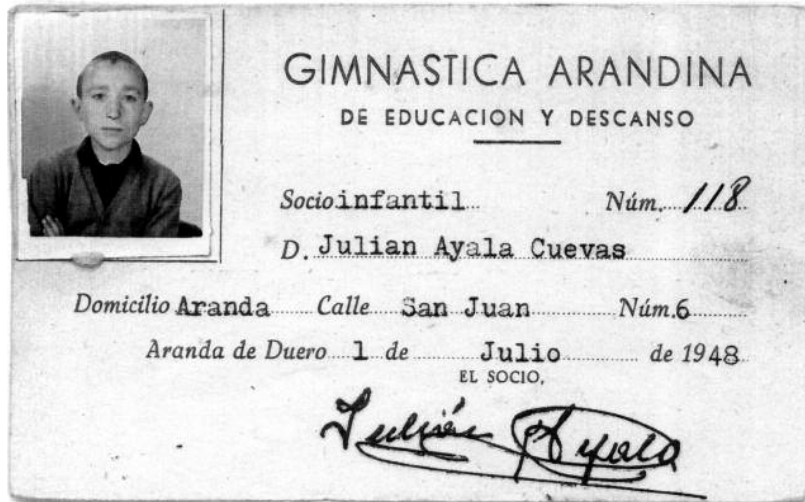 GIMNASTICA ARANDINA
DE EDUCACION Y DESCANSO
Socio infantil Núm. 118
D. Julian Ayala Cuevas
Domicilio Aranda Calle San Juan Núm. 6
Aranda de Duero 1 de Julio de 1948
EL SOCIO,
Julián Ayala